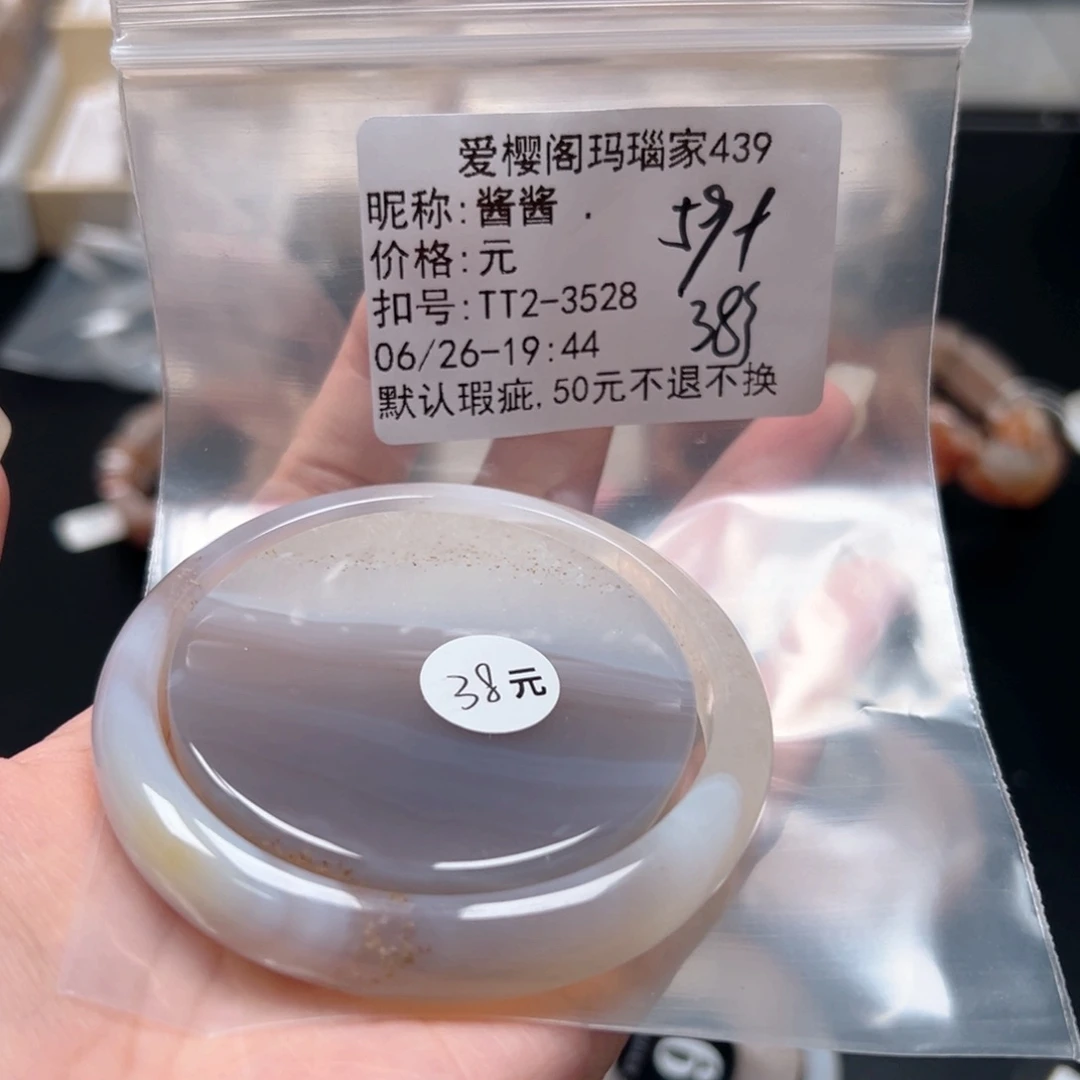 爱樱阁玛瑙家439
昵称:酱酱 .
价格:元
扣号:TT2-3528
06/26-19:44
默认瑕疵,50元不退不换
38元